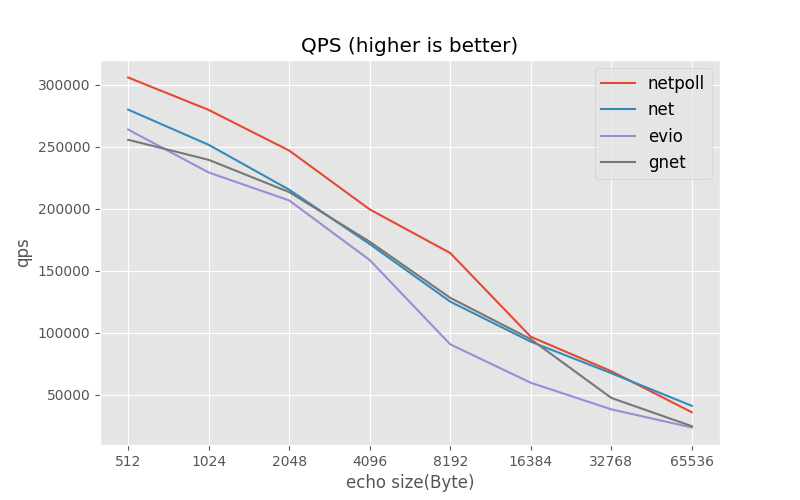 QPS (higher is better)
netpoll
net
evio
gnet
qps
300000
250000
200000
150000
100000
50000
512 1024 2048 4096 8192 16384 32768 65536
echo size(Byte)